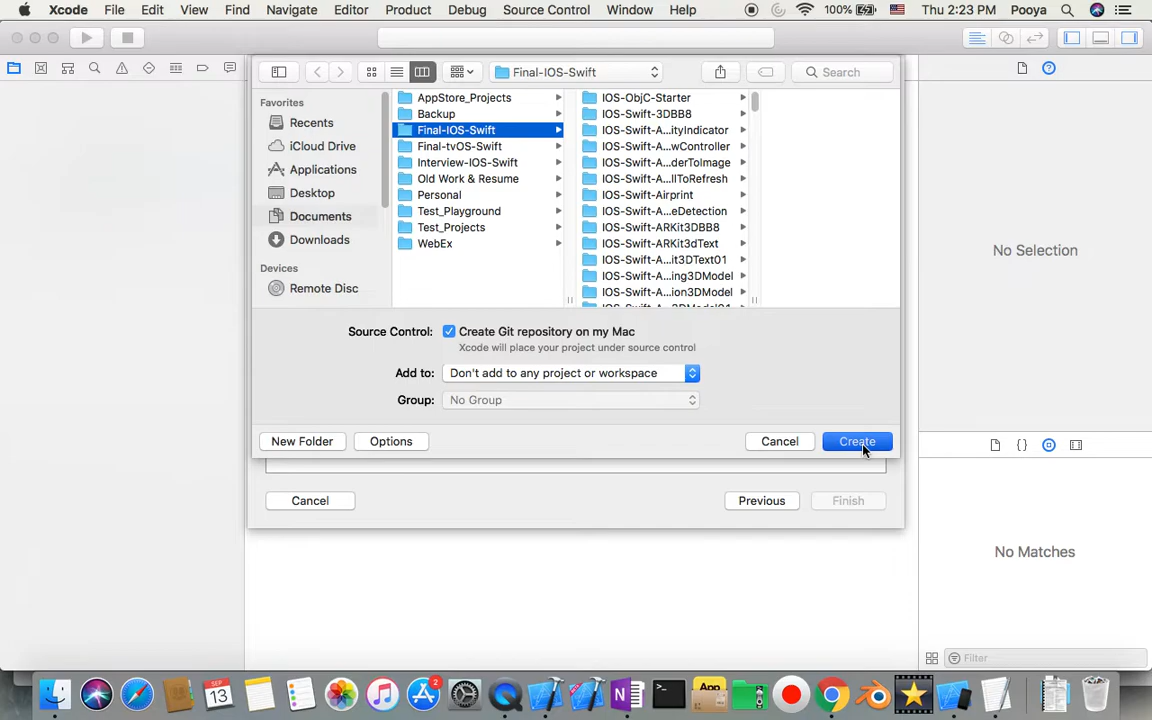 Xcode File Edit View Find Navigate Editor Product Debug Source Control Window Help 100% Thu 2:23 PM Pooya
Final-IOS-Swift
Search
Favorites
Recents
iCloud Drive
Applications
Desktop
Documents
Downloads
Devices
Remote Disc
AppStore_Projects
Backup
Final-IOS-Swift
Final-tvOS-Swift
Interview-IOS-Swift
Old Work & Resume
Personal
Test_Playground
Test_Projects
WebEx
IOS-ObjC-Starter
IOS-Swift-3DBB8
IOS-Swift-A...ityIndicator
IOS-Swift-A...wController
IOS-Swift-A...derToImage
IOS-Swift-A...llToRefresh
IOS-Swift-Airprint
IOS-Swift-A...eDetection
IOS-Swift-ARKit3DBB8
IOS-Swift-ARKit3dText
IOS-Swift-A...it3DText01
IOS-Swift-A...ing3DModel
IOS-Swift-A...ion3DModel
Source Control: Create Git repository on my Mac
Xcode will place your project under source control
Add to: Don't add to any project or workspace
Group: No Group
New Folder Options Cancel Create
Cancel Previous Finish
No Selection
{ }
No Matches
Filter
SEP
13
2
App